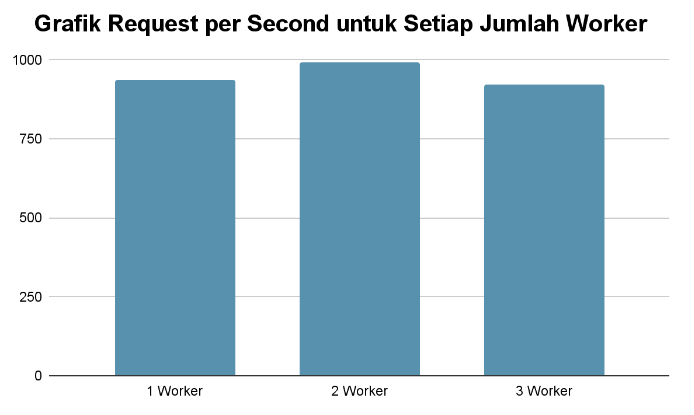 Grafik Request per Second untuk Setiap Jumlah Worker
1000
750
500
250
0
1 Worker
2 Worker
3 Worker